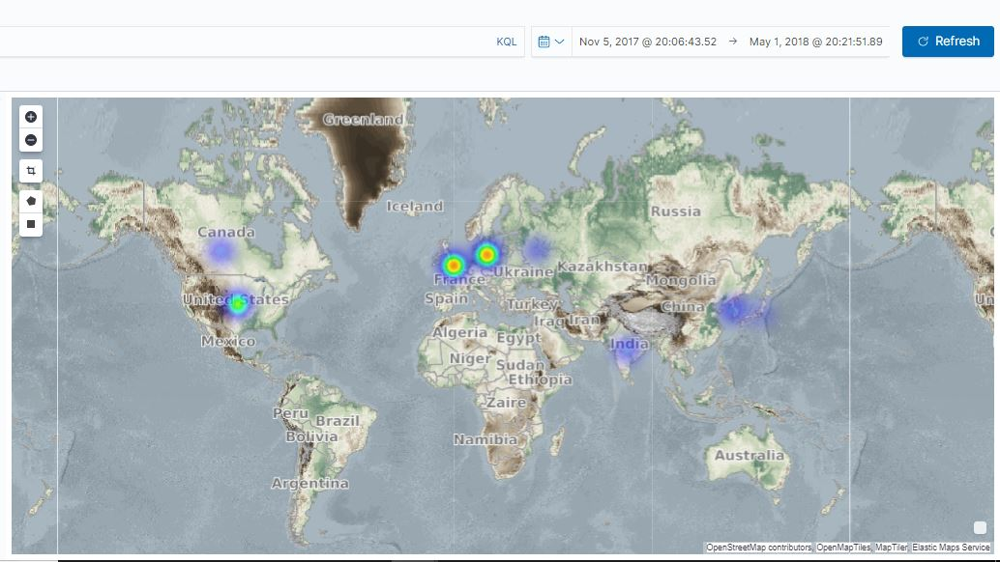 KQL
Nov 5, 2017 @ 20:06:43.52 → May 1, 2018 @ 20:21:51.89
Refresh
Greenland
Iceland
Russia
Canada
Ukraine
Kazakhstan
France
Mongolia
United States
Spain
Turkey
China
Iraq
Iran
Algeria
Egypt
Mexico
India
Niger
Sudan
Ethiopia
Zaire
Peru
Brazil
Bolivia
Namibia
Australia
Argentina
OpenStreetMap contributors, OpenMapTiles, MapTiler, Elastic Maps Service